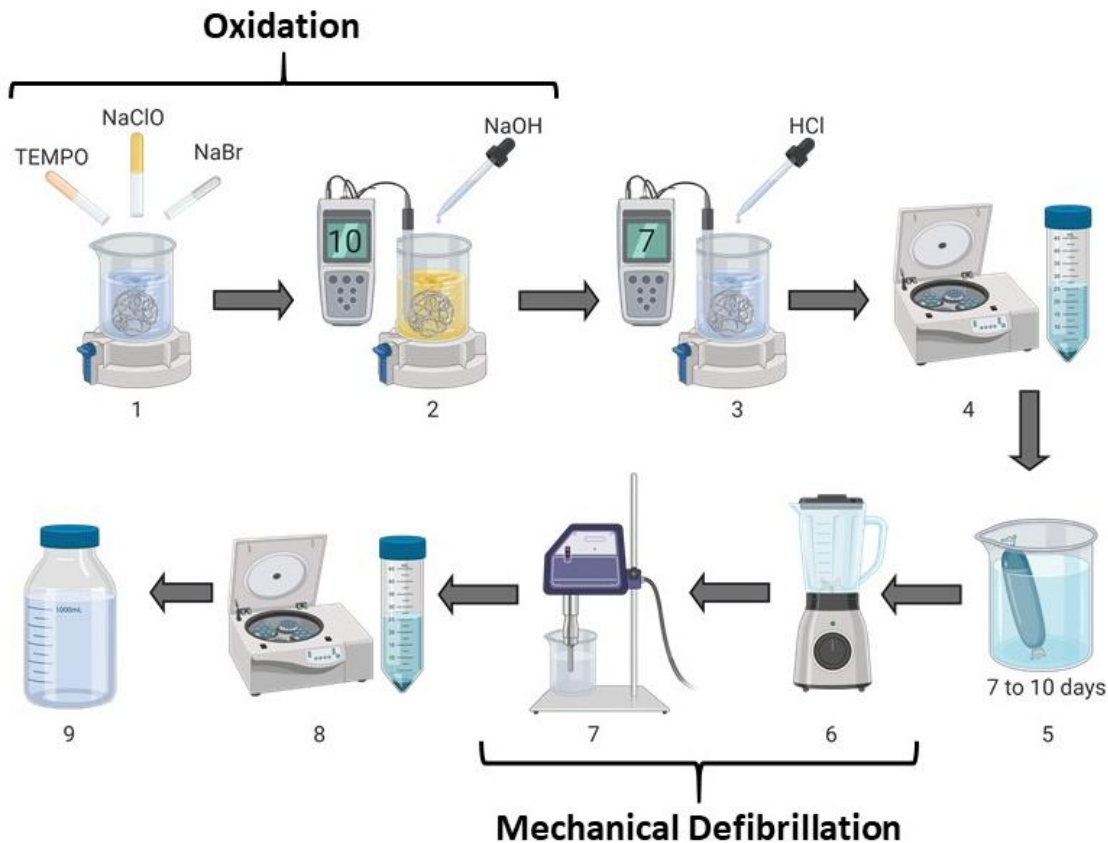 Oxidation
NaClO
TEMPO
NaBr
NaOH
HCl
10
7
1
2
3
4
1000mL
7 to 10 days
9
8
7
6
5
Mechanical Defibrillation